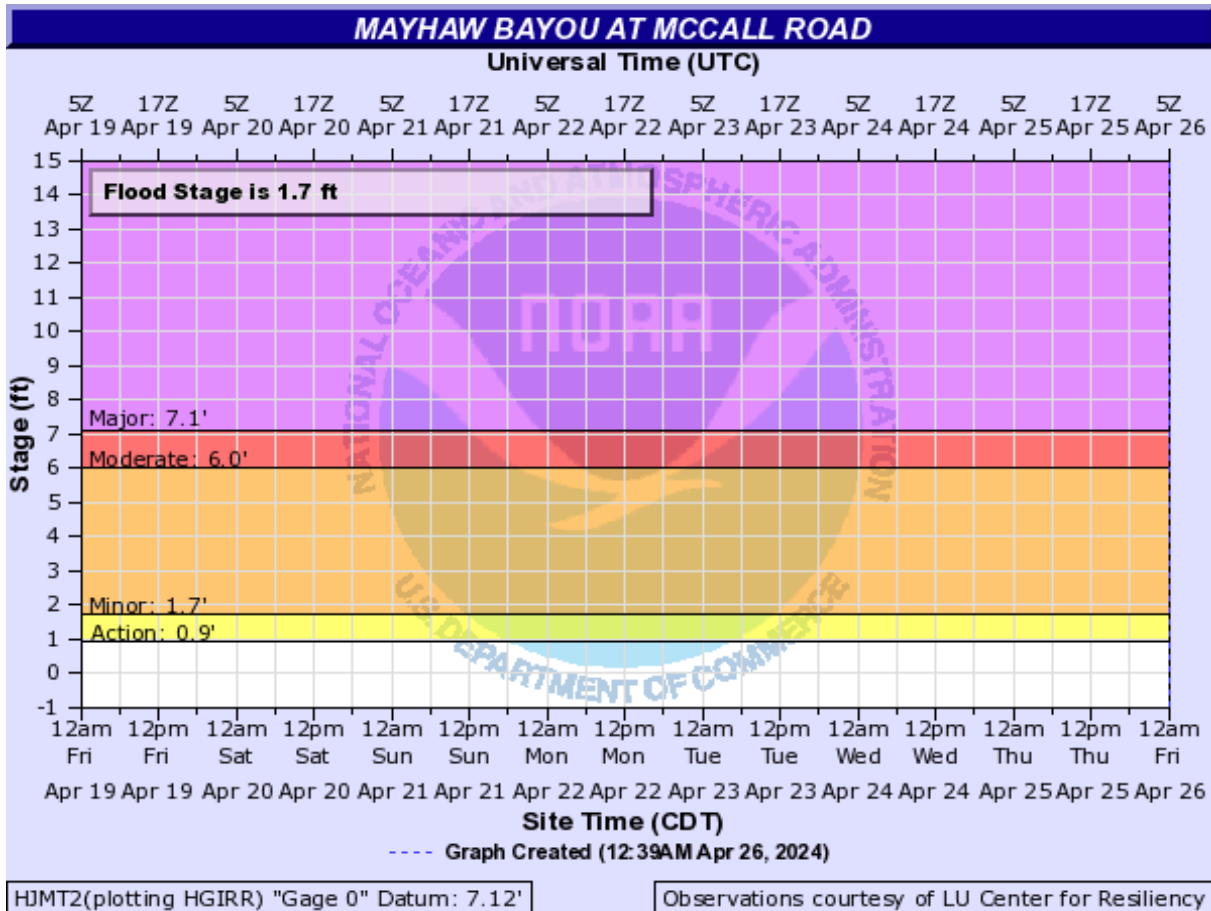 MAYHAW BAYOU AT MCCALL ROAD
Universal Time (UTC)
5Z 17Z 5Z 17Z 5Z 17Z 5Z 17Z 5Z 17Z 5Z 17Z 5Z 17Z 5Z
Apr 19 Apr 19 Apr 20 Apr 20 Apr 21 Apr 21 Apr 22 Apr 22 Apr 23 Apr 23 Apr 24 Apr 24 Apr 25 Apr 25 Apr 26
Flood Stage is 1.7 ft
15
14
13
12
11
10
9
8
7
6
5
4
3
2
1
0
-1
Stage (ft)
Major: 7.1'
Moderate: 6.0'
Minor: 1.7'
Action: 0.9'
NATIONAL OCEANIC AND ATMOSPHERIC ADMINISTRATION
NOAA
U.S. DEPARTMENT OF COMMERCE
12am 12pm 12am 12pm 12am 12pm 12am 12pm 12am 12pm 12am 12pm 12am 12pm 12am
Fri Fri Sat Sat Sun Sun Mon Mon Tue Tue Wed Wed Thu Thu Fri
Apr 19 Apr 19 Apr 20 Apr 20 Apr 21 Apr 21 Apr 22 Apr 22 Apr 23 Apr 23 Apr 24 Apr 24 Apr 25 Apr 25 Apr 26
Site Time (CDT)
---- Graph Created (12:39AM Apr 26, 2024)
HJMT2(plotting HGIRR) "Gage 0" Datum: 7.12'
Observations courtesy of LU Center for Resiliency